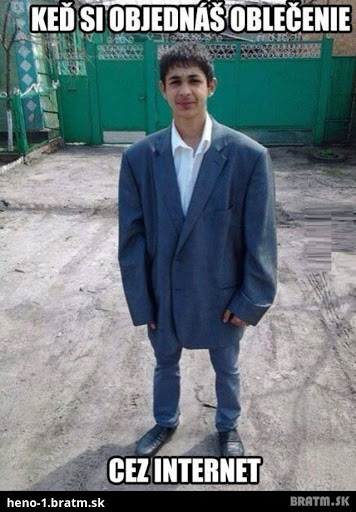 KEĎ SI OBJEDNÁŠ OBLEČENIE
CEZ INTERNET
heno-1.bratm.sk
BRATM.SK